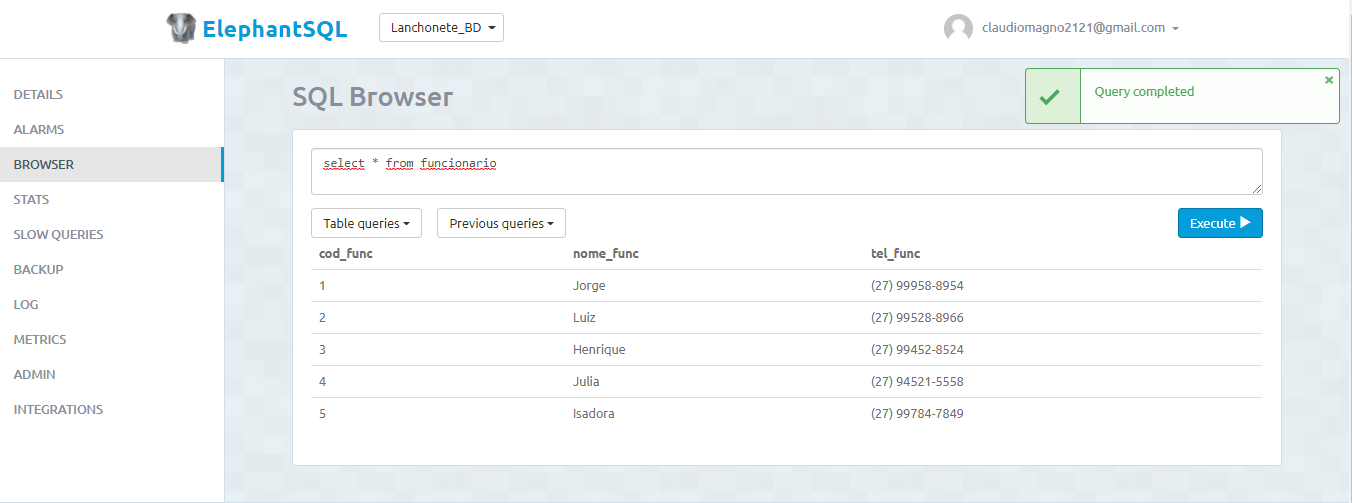 ElephantSQL Lanchonete_BD claudiomagno2121@gmail.com
DETAILS
ALARMS
BROWSER
STATS
SLOW QUERIES
BACKUP
LOG
METRICS
ADMIN
INTEGRATIONS
SQL Browser
Query completed
×
select * from funcionario
Table queries Previous queries Execute
cod_func nome_func tel_func
1 Jorge (27) 99958-8954
2 Luiz (27) 99528-8966
3 Henrique (27) 99452-8524
4 Julia (27) 94521-5558
5 Isadora (27) 99784-7849